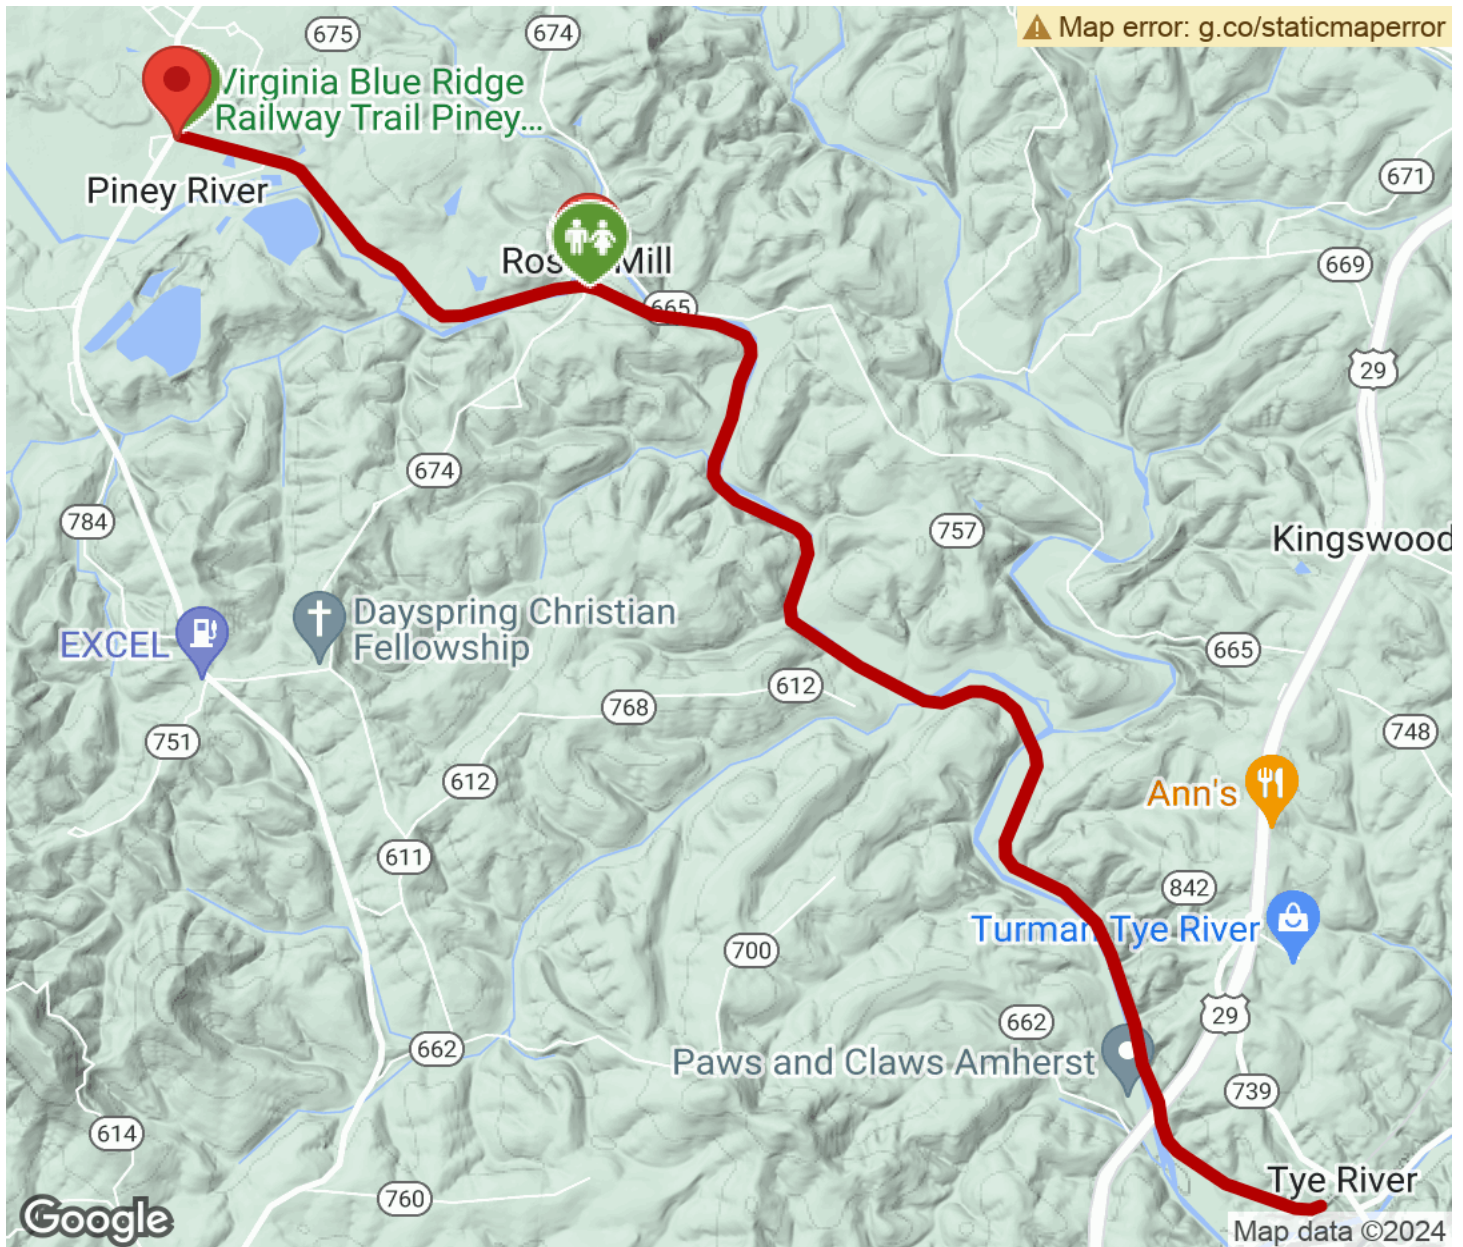 675
674
Map error: g.co/staticmaperror
Virginia Blue Ridge
Railway Trail Piney...
Piney River
671
Ros
Mill
669
665
29
674
784
757
Kingswood
Dayspring Christian
Fellowship
EXCEL
665
612
768
751
748
612
Ann's
611
842
Turman Tye River
700
662
29
662
Paws and Claws Amherst
739
614
Tye River
760
Google
Map data ©2024